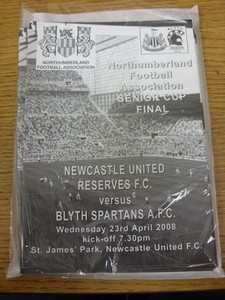 NORTHUMBERLAND
FOOTBALL ASSOCIATION
Northumberland
Football
Association
SENIOR CUP
FINAL
NEWCASTLE UNITED
RESERVES F.C.
versus
BLYTH SPARTANS A.F.C.
Wednesday 23rd April 2008
kick-off 7.30pm
St. James' Park, Newcastle United F.C.